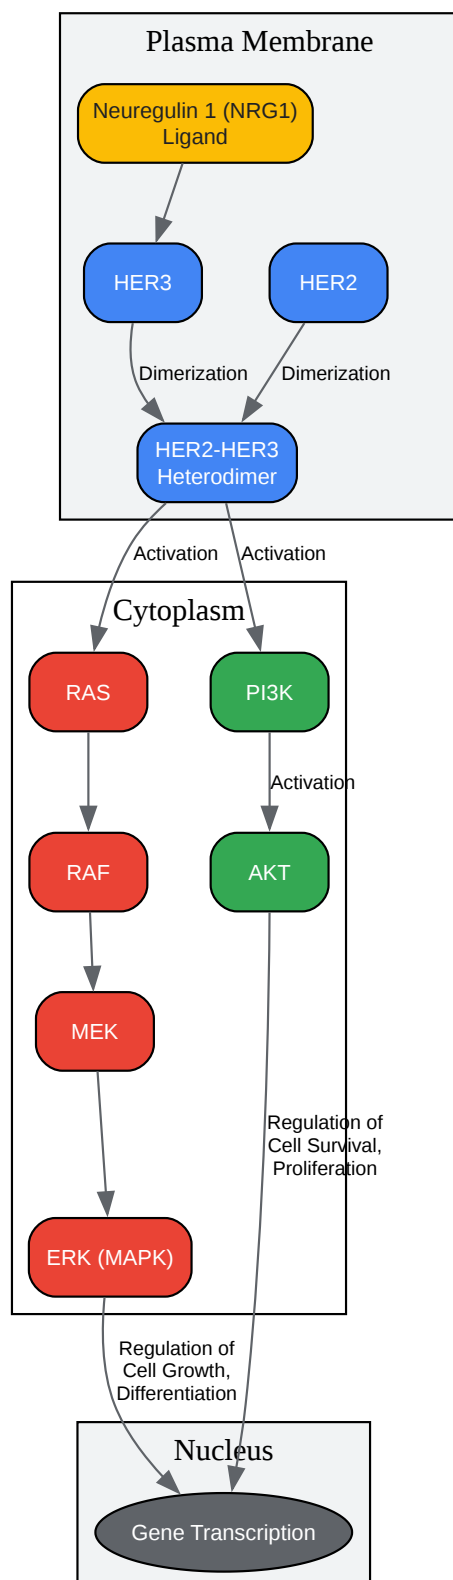 Plasma Membrane
Neuregulin 1 (NRG1)
Ligand
HER3
HER2
Dimerization
Dimerization
HER2-HER3
Heterodimer
Activation
Activation
Cytoplasm
RAS
PI3K
Activation
RAF
AKT
MEK
Regulation of
Cell Survival,
Proliferation
ERK (MAPK)
Regulation of
Cell Growth,
Differentiation
Nucleus
Gene Transcription